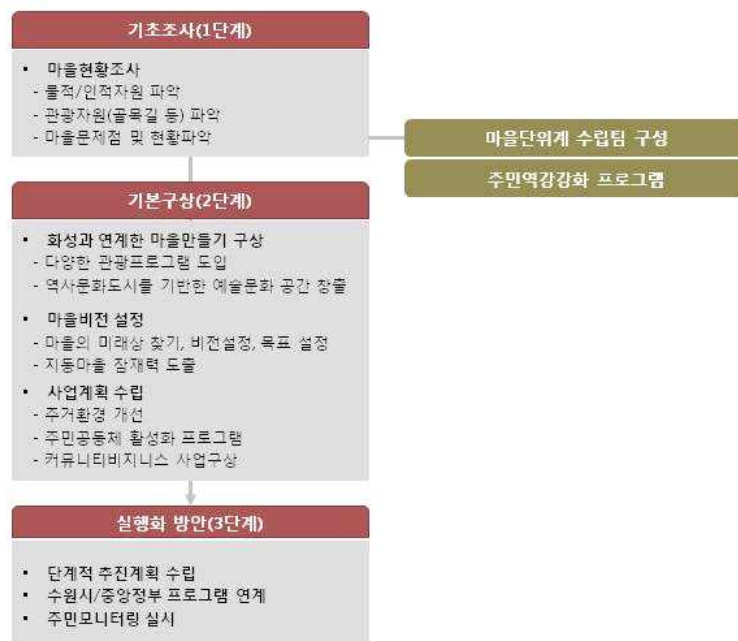 기초조사(1단계)
▪ 마을현황조사
- 물적/인적자원 파악
- 관광자원(골목길 등) 파악
- 마을문제점 및 현황파악
마을단위계 수립팀 구성
주민역강강화 프로그램
기본구상(2단계)
▪ 화성과 연계한 마을만들기 구상
- 다양한 관광프로그램 도입
- 역사문화도시를 기반한 예술문화 공간 창출
▪ 마을비전 설정
- 마을의 미래상 찾기, 비전설정, 목표 설정
- 지동마을 잠재력 도출
▪ 사업계획 수립
- 주거환경 개선
- 주민공동체 활성화 프로그램
- 커뮤니티비지니스 사업구상
실행화 방안(3단계)
▪ 단계적 추진계획 수립
▪ 수원시/중앙정부 프로그램 연계
▪ 주민모니터링 실시